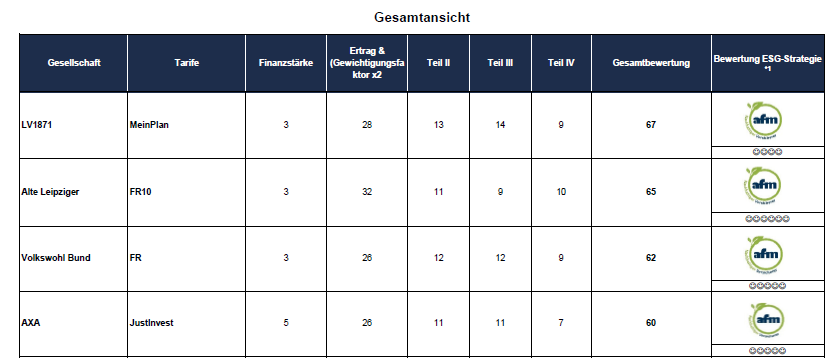 Gesamtansicht
Gesellschaft Tarife Finanzstärke Ertrag & (Gewichtigungsfa ktor x2 Teil II Teil III Teil IV Gesamtbewertung Bewertung ESG-Strategie *1
LV1871 MeinPlan 3 28 13 14 9 67 afm
☺☺☺☺
Alte Leipziger FR10 3 32 11 9 10 65 afm
☺☺☺☺☺☺
Volkswohl Bund FR 3 26 12 12 9 62 afm
☺☺☺☺☺
AXA JustInvest 5 26 11 11 7 60 afm
☺☺☺☺☺